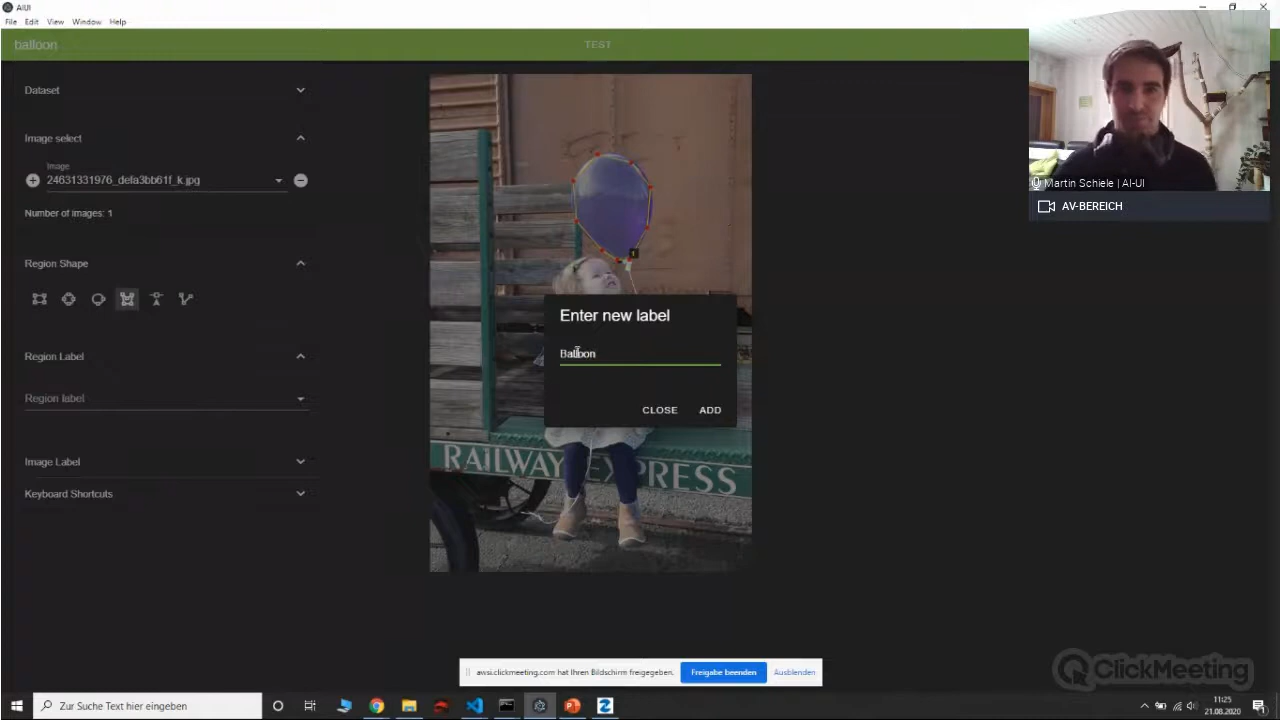 AIUI
File Edit View Window Help
balloon
TEST
Dataset
Image select
Image
24631331976_defa3bb61f_k.jpg
Number of images: 1
Region Shape
Region Label
Region label
Image Label
Keyboard Shortcuts
1
Enter new label
Balloon
CLOSE ADD
RAILWAY EXPRESS
Martin Schiele | AI-UI
AV-BEREICH
awsi.clickmeeting.com hat Ihren Bildschirm freigegeben.
Freigabe beenden
Ausblenden
ClickMeeting
Zur Suche Text hier eingeben
11:25
21.08.2020